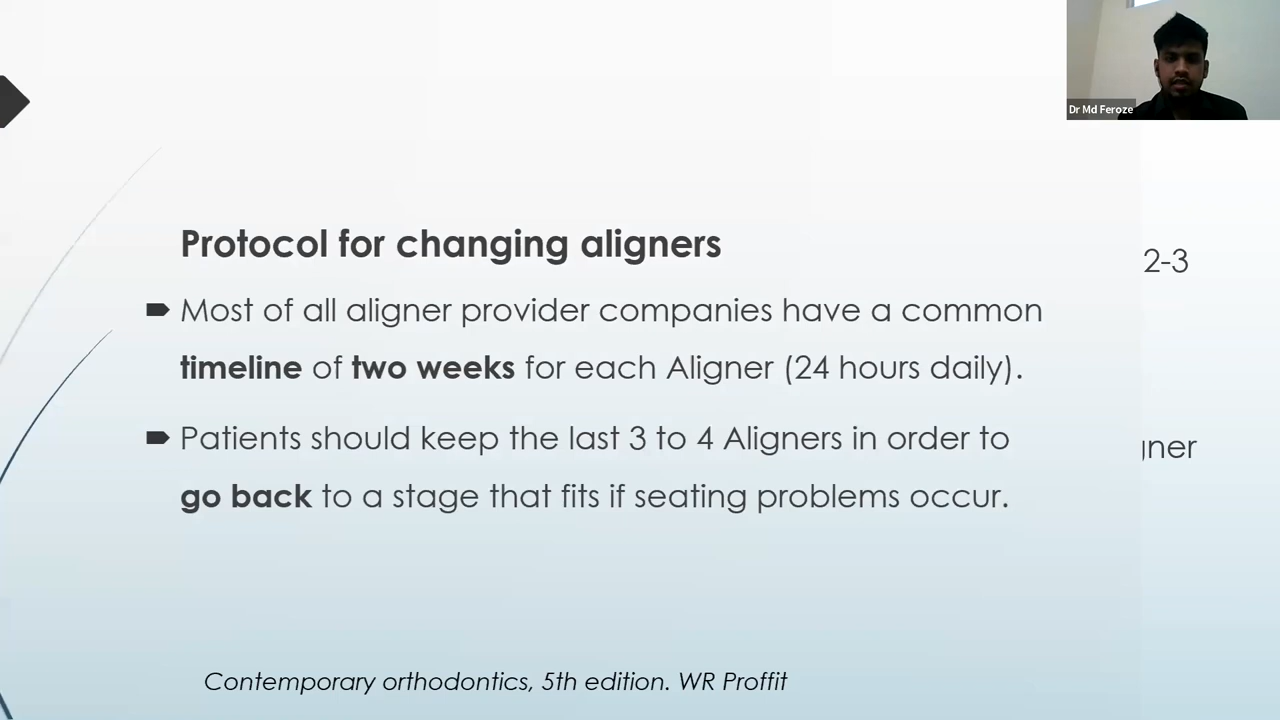 Dr Md Feroze
Protocol for changing aligners
2-3
Most of all aligner provider companies have a common
timeline of two weeks for each Aligner (24 hours daily).
Patients should keep the last 3 to 4 Aligners in order to
go back to a stage that fits if seating problems occur.
Contemporary orthodontics, 5th edition. WR Proffit